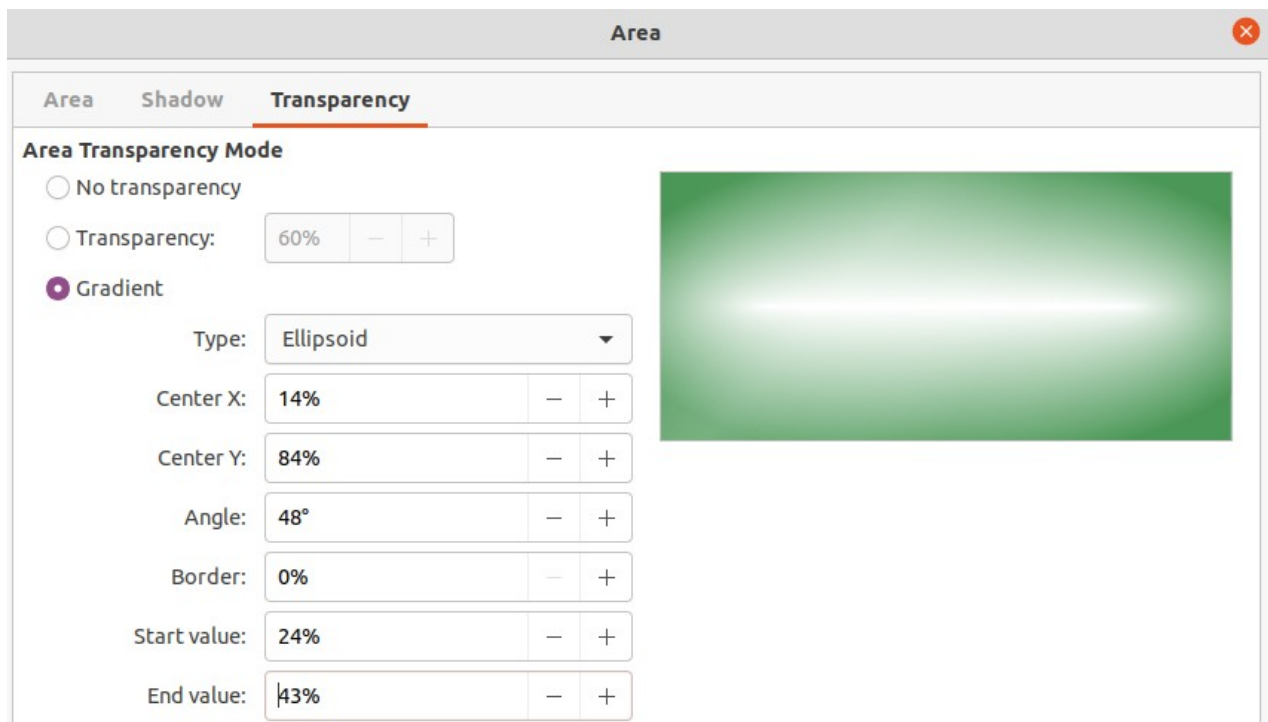 Area
Area Shadow Transparency
Area Transparency Mode
No transparency
Transparency: 60% − +
Gradient
Type: Ellipsoid
Center X: 14% − +
Center Y: 84% − +
Angle: 48° − +
Border: 0% − +
Start value: 24% − +
End value: 43% − +